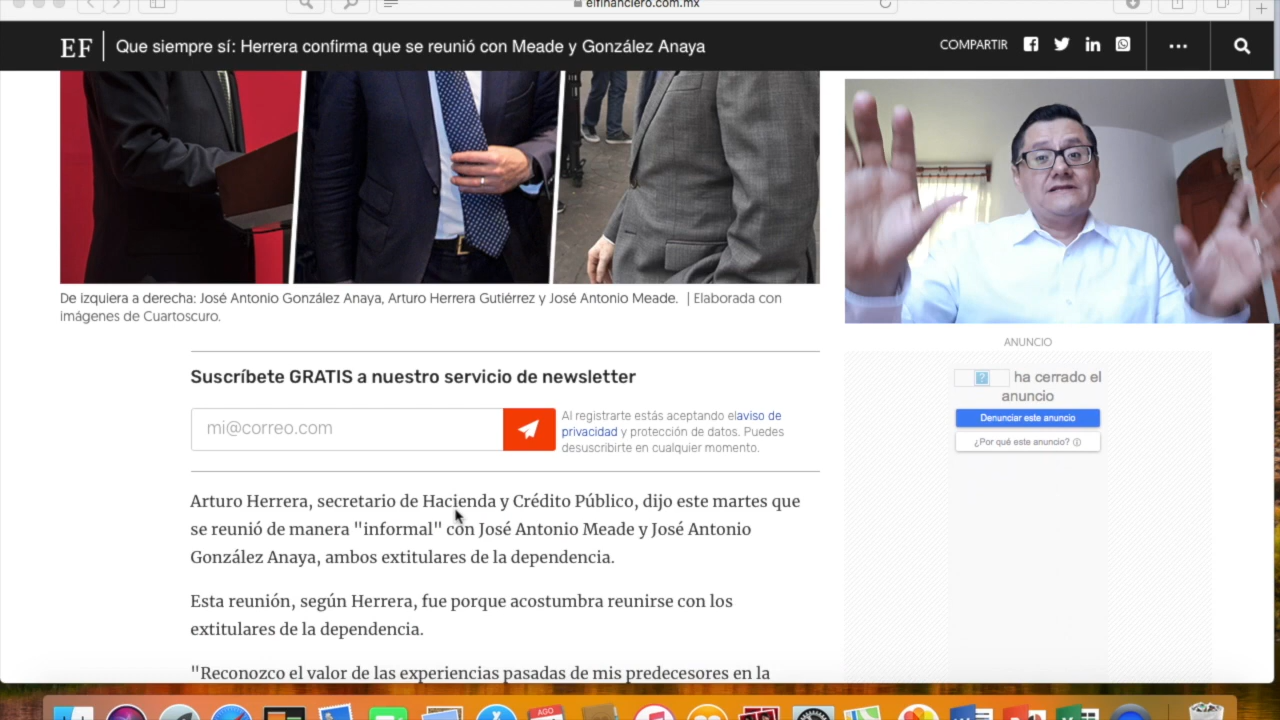 elfinanciero.com.mx
EF
Que siempre sí: Herrera confirma que se reunió con Meade y González Anaya
COMPARTIR
De izquiera a derecha: José Antonio González Anaya, Arturo Herrera Gutiérrez y José Antonio Meade. | Elaborada con
imágenes de Cuartoscuro.
Suscríbete GRATIS a nuestro servicio de newsletter
mi@correo.com
Al registrarte estás aceptando elaviso de
privacidad y protección de datos. Puedes
desuscribirte en cualquier momento.
ANUNCIO
ha cerrado el
anuncio
Denunciar este anuncio
¿Por qué este anuncio?
Arturo Herrera, secretario de Hacienda y Crédito Público, dijo este martes que
se reunió de manera "informal" con José Antonio Meade y José Antonio
González Anaya, ambos extitulares de la dependencia.
Esta reunión, según Herrera, fue porque acostumbra reunirse con los
extitulares de la dependencia.
"Reconozco el valor de las experiencias pasadas de mis predecesores en la
AGO